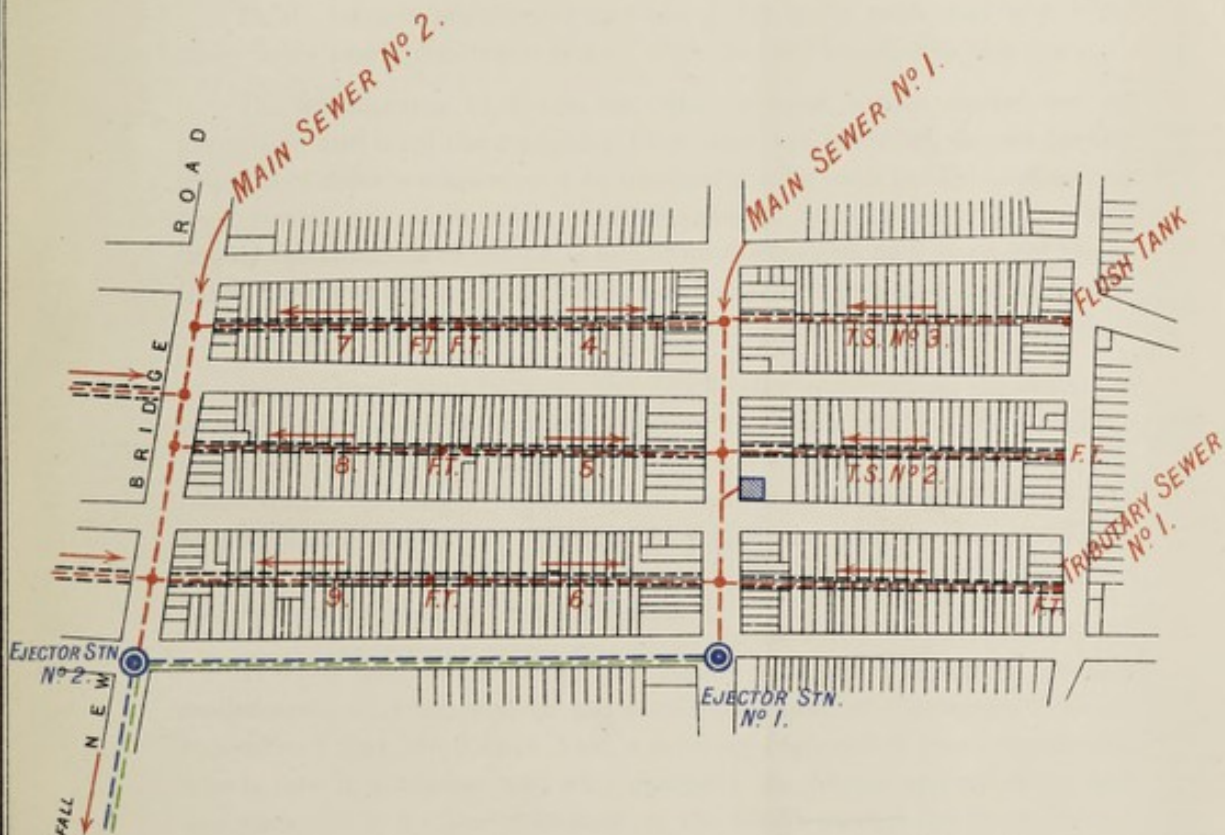 MAIN SEWER Nº 2.
MAIN SEWER Nº 1.
NEW BRIDGE ROAD
FLUSH TANK
7
F.T.
F.T.
4.
T.S. Nº 3.
8.
F.T.
5.
T.S. Nº 2.
F.T.
TRIBUTARY SEWER
Nº 1.
9.
F.T.
6.
F.T.
EJECTOR STN
Nº 2.
EJECTOR STN.
Nº 1.
FALL